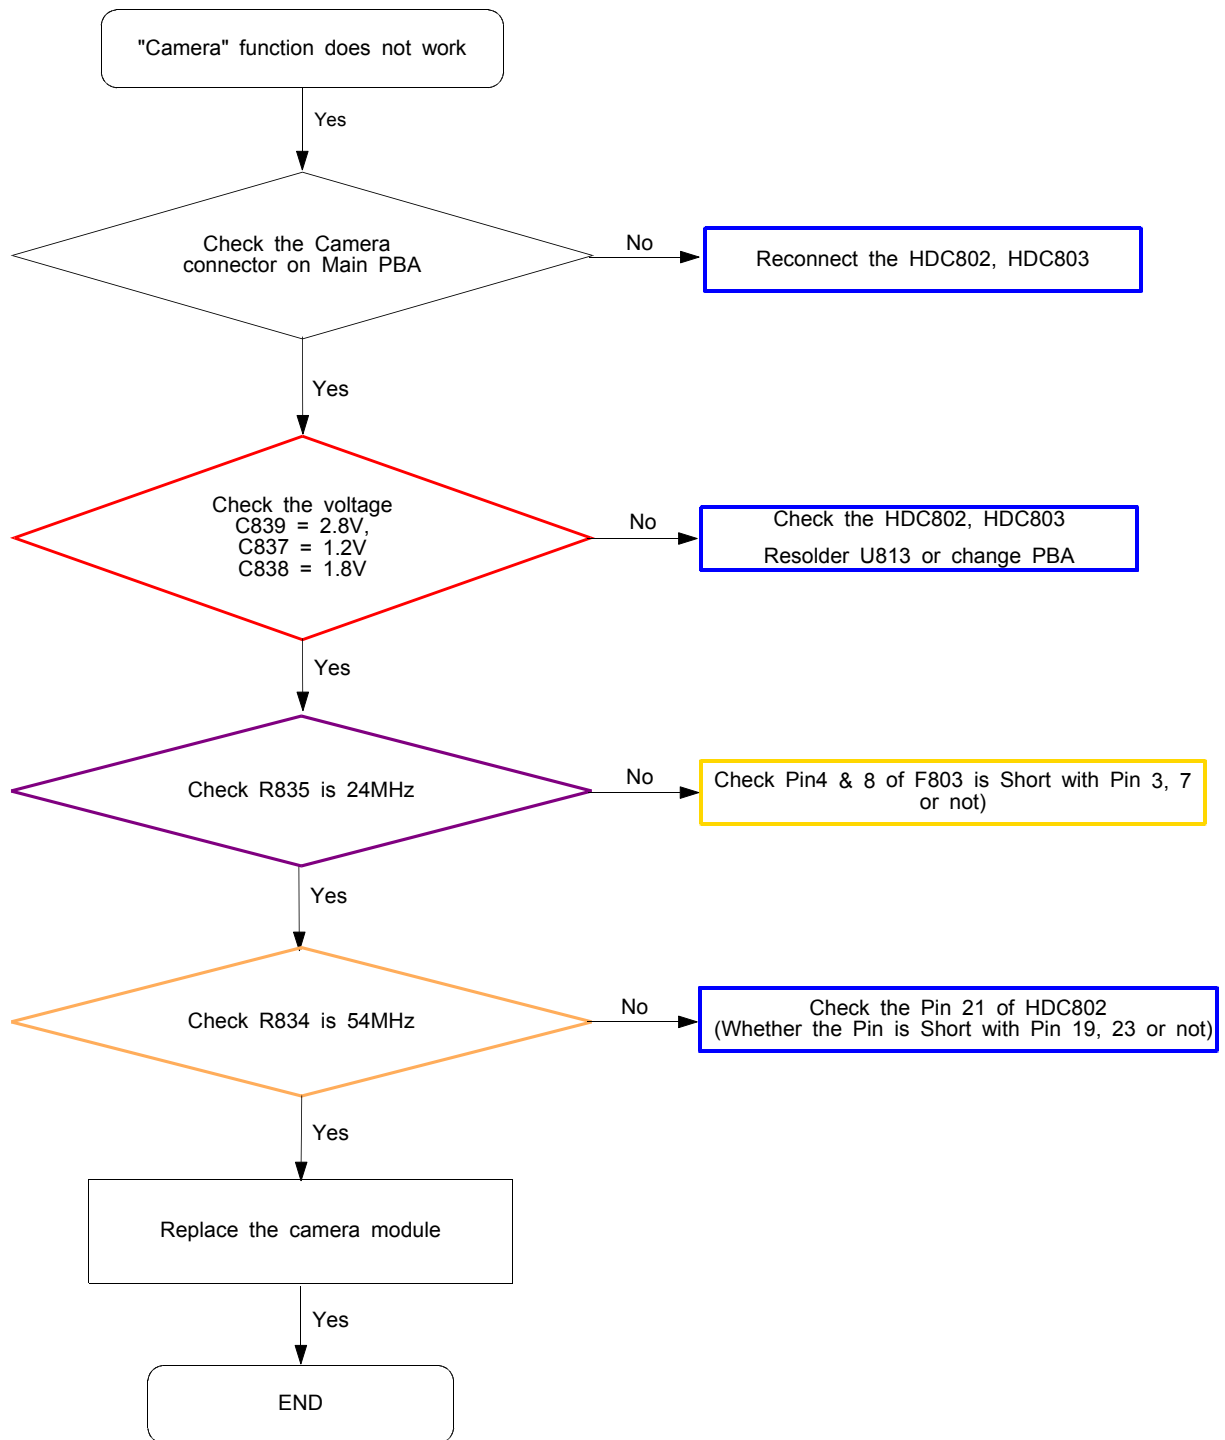 "Camera" function does not work
Yes
Check the Camera
connector on Main PBA
No
Reconnect the HDC802, HDC803
Yes
Check the voltage
C839 = 2.8V,
C837 = 1.2V
C838 = 1.8V
No
Check the HDC802, HDC803
Resolder U813 or change PBA
Yes
Check R835 is 24MHz
No
Check Pin4 & 8 of F803 is Short with Pin 3, 7
or not)
Yes
Check R834 is 54MHz
No
Check the Pin 21 of HDC802
(Whether the Pin is Short with Pin 19, 23 or not)
Yes
Replace the camera module
Yes
END